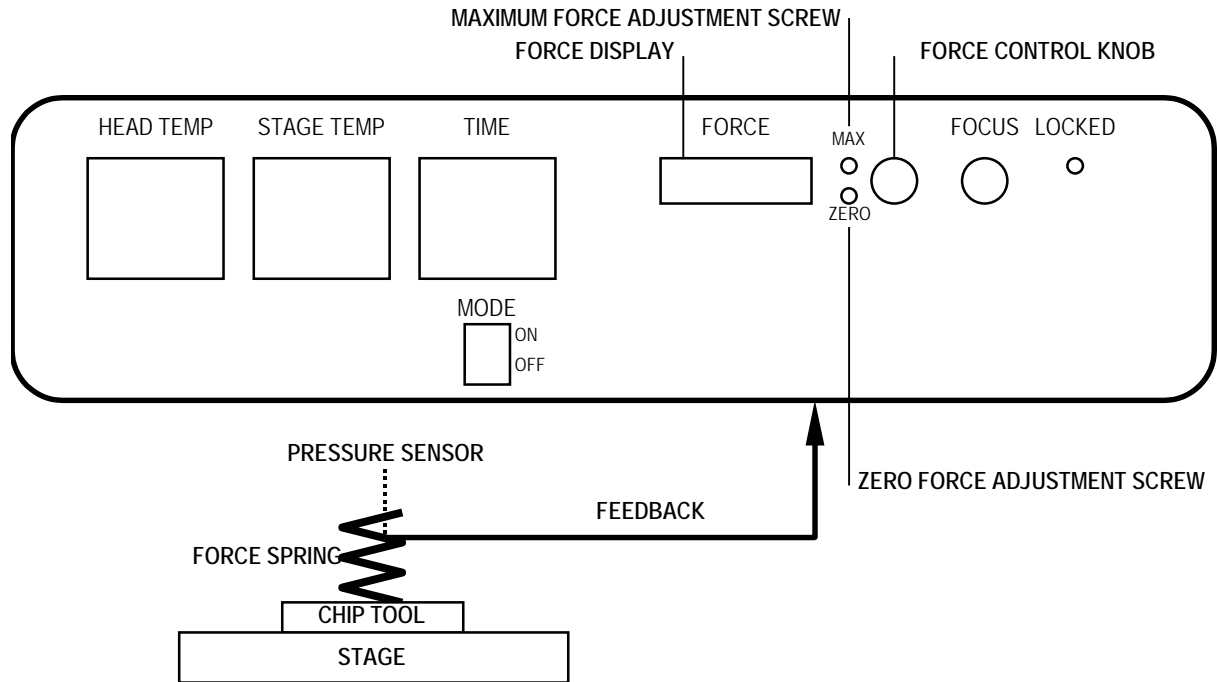 MAXIMUM FORCE ADJUSTMENT SCREW
FORCE DISPLAY
FORCE CONTROL KNOB
HEAD TEMP
STAGE TEMP
TIME
FORCE
MAX
FOCUS
LOCKED
ZERO
MODE
ON
OFF
PRESSURE SENSOR
ZERO FORCE ADJUSTMENT SCREW
FEEDBACK
FORCE SPRING
CHIP TOOL
STAGE